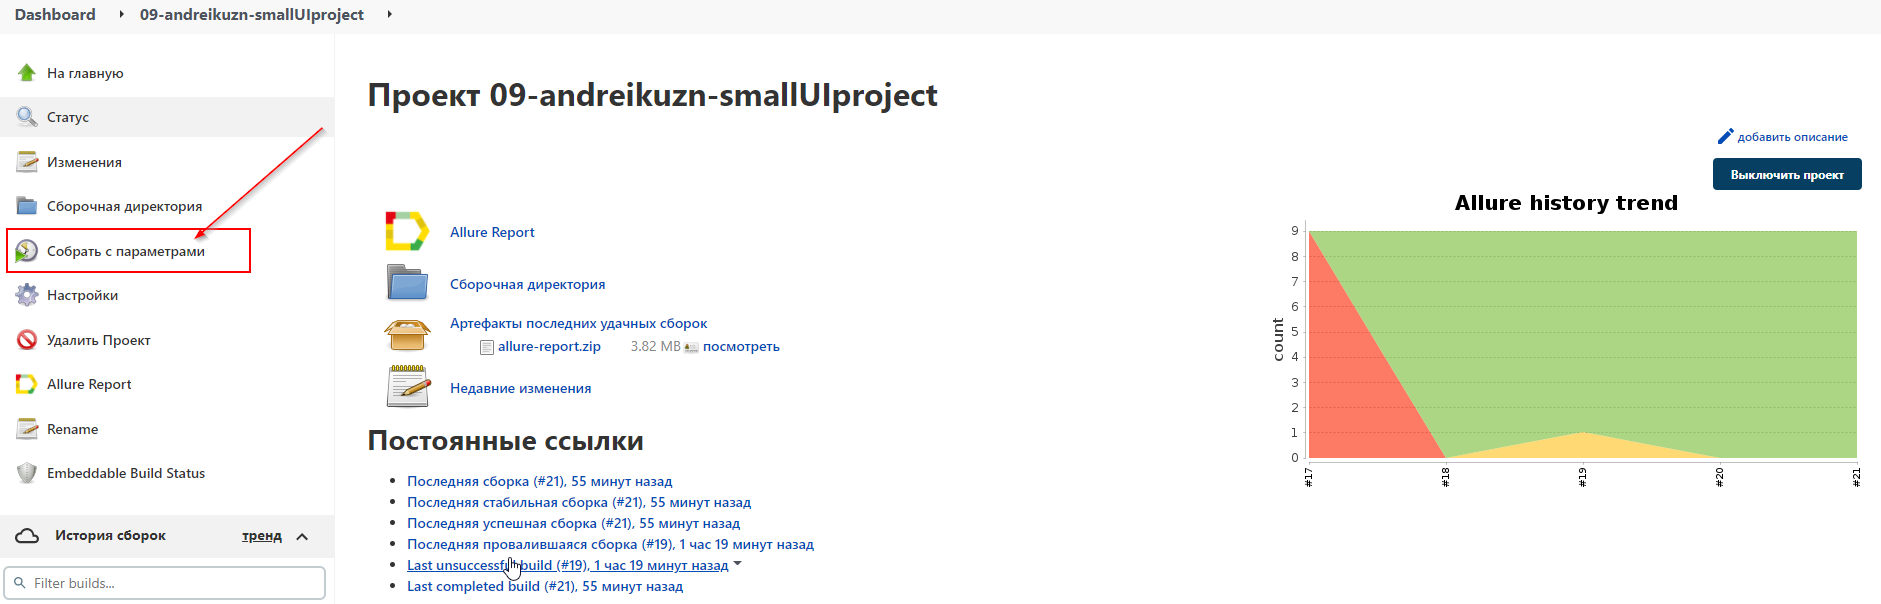 Dashboard 09-andreikuzn-smallUIproject
На главную
Статус
Изменения
Сборочная директория
Собрать с параметрами
Настройки
Удалить Проект
Allure Report
Rename
Embeddable Build Status
История сборок тренд
Filter builds...
Проект 09-andreikuzn-smallUIproject
добавить описание
Выключить проект
Allure Report
Сборочная директория
Артефакты последних удачных сборок
allure-report.zip 3.82 MB посмотреть
Недавние изменения
Постоянные ссылки
Последняя сборка (#21), 55 минут назад
Последняя стабильная сборка (#21), 55 минут назад
Последняя успешная сборка (#21), 55 минут назад
Последняя провалившаяся сборка (#19), 1 час 19 минут назад
Last unsuccessful build (#19), 1 час 19 минут назад
Last completed build (#21), 55 минут назад
Allure history trend
count
9
8
7
6
5
4
3
2
1
0
#17
#18
#19
#20
#21